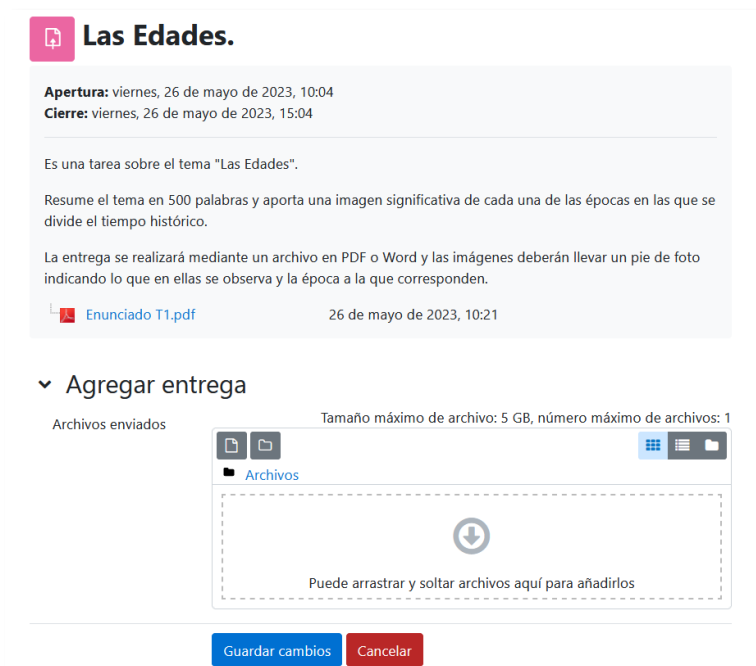 Las Edades.
Apertura: viernes, 26 de mayo de 2023, 10:04
Cierre: viernes, 26 de mayo de 2023, 15:04
Es una tarea sobre el tema "Las Edades".
Resume el tema en 500 palabras y aporta una imagen significativa de cada una de las épocas en las que se
divide el tiempo histórico.
La entrega se realizará mediante un archivo en PDF o Word y las imágenes deberán llevar un pie de foto
indicando lo que en ellas se observa y la época a la que corresponden.
Enunciado T1.pdf 26 de mayo de 2023, 10:21
Agregar entrega
Archivos enviados
Tamaño máximo de archivo: 5 GB, número máximo de archivos: 1
Archivos
Puede arrastrar y soltar archivos aquí para añadirlos
Guardar cambios Cancelar